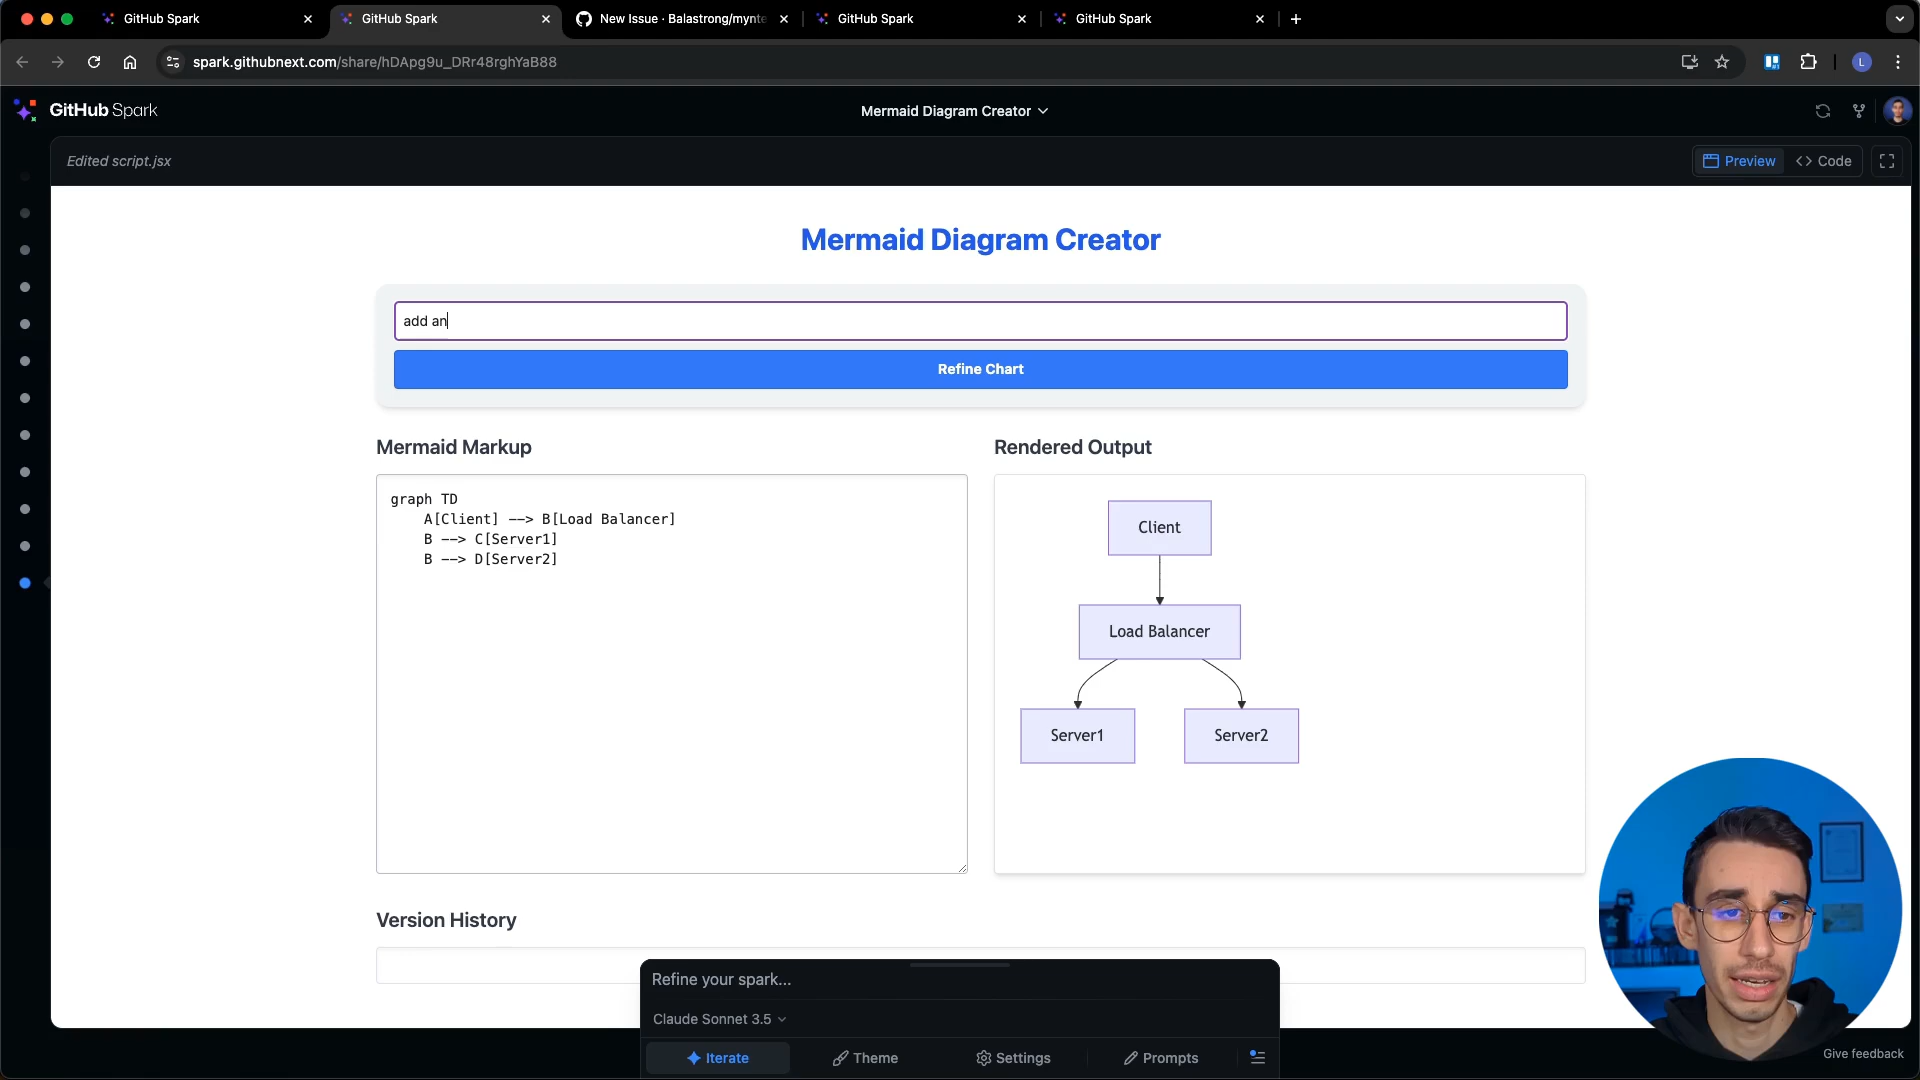 GitHub Spark
GitHub Spark
New Issue · Balastrong/mynte
GitHub Spark
GitHub Spark
spark.githubnext.com/share/hDApg9u_DRr48rghYaB88
L
GitHub Spark
Mermaid Diagram Creator
Edited script.jsx
Preview
<> Code
Mermaid Diagram Creator
add an
Refine Chart
Mermaid Markup
Rendered Output
graph TD
A[Client] --> B[Load Balancer]
B --> C[Server1]
B --> D[Server2]
Client
Load Balancer
Server1
Server2
Version History
Refine your spark...
Claude Sonnet 3.5
Iterate
Theme
Settings
Prompts
Give feedback